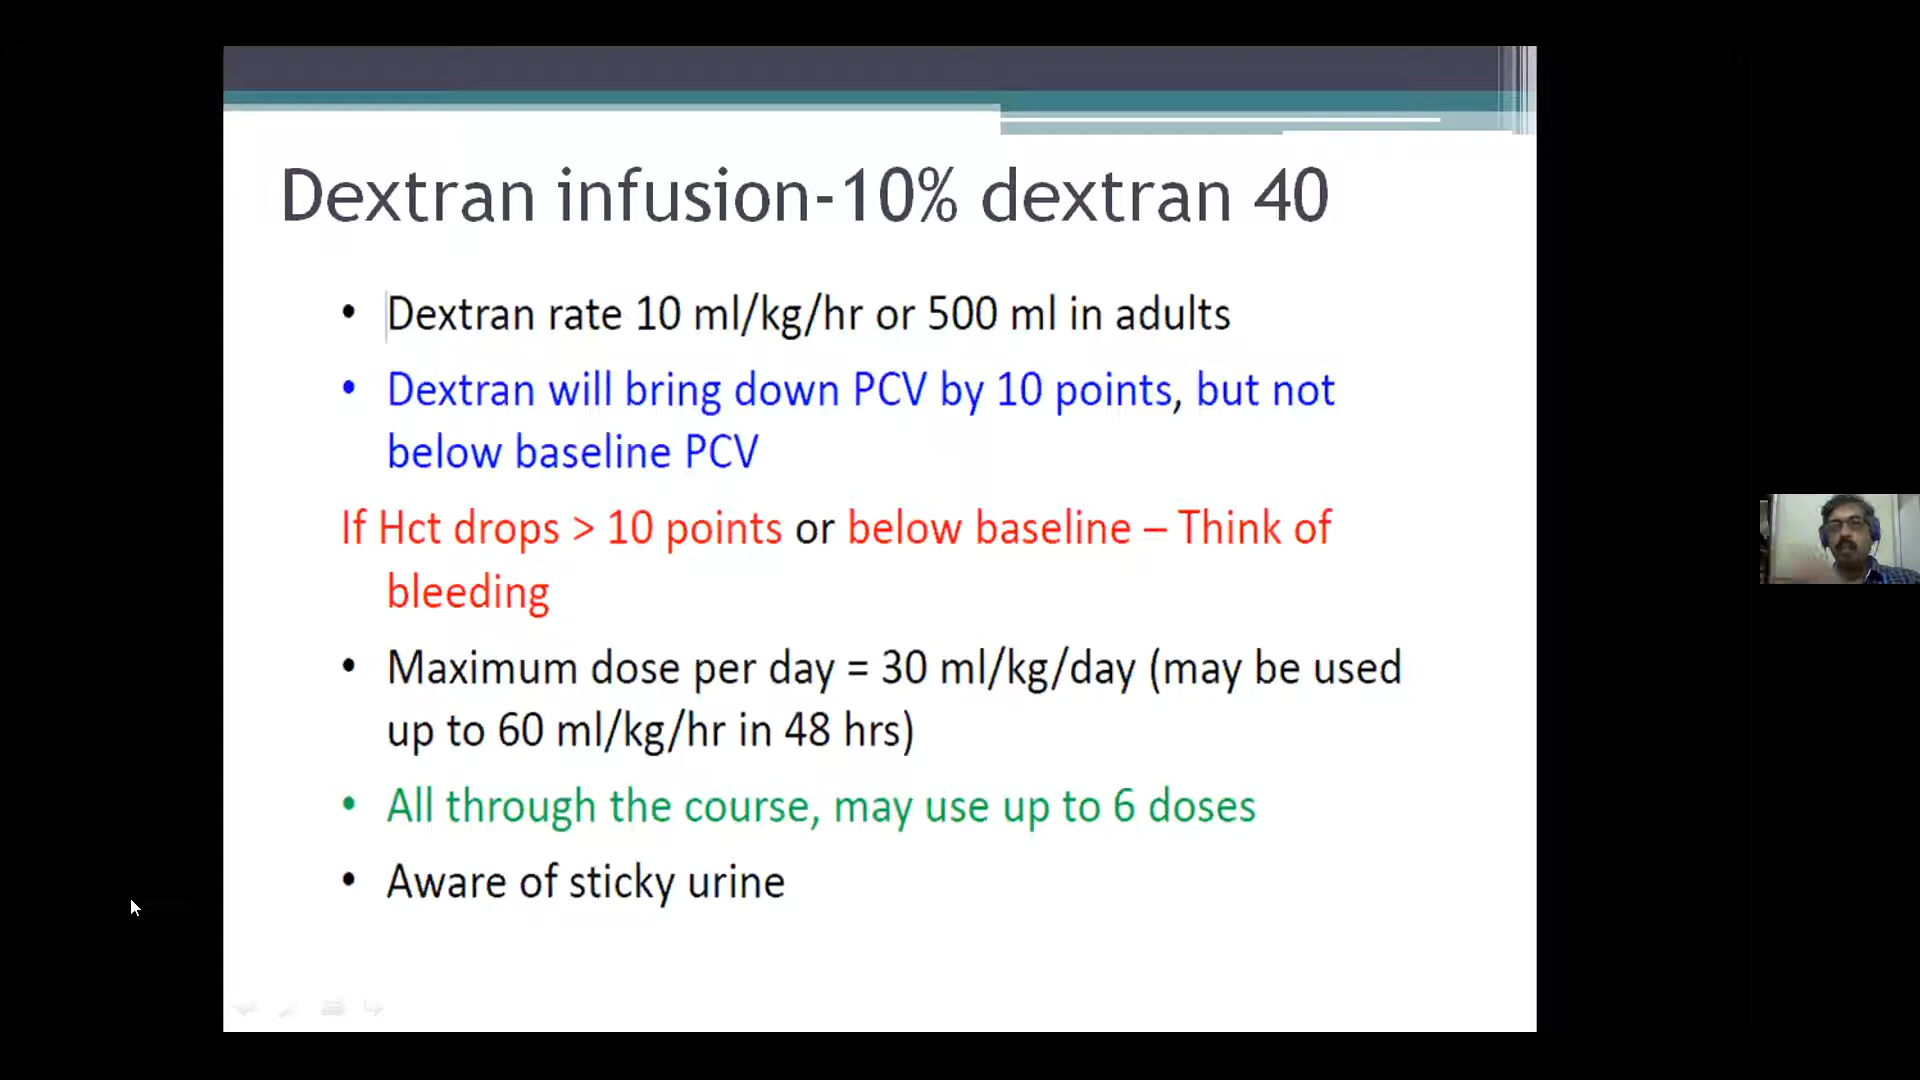 Dextran infusion-10% dextran 40
• Dextran rate 10 ml/kg/hr or 500 ml in adults
• Dextran will bring down PCV by 10 points, but not
below baseline PCV
If Hct drops > 10 points or below baseline – Think of
bleeding
• Maximum dose per day = 30 ml/kg/day (may be used
up to 60 ml/kg/hr in 48 hrs)
• All through the course, may use up to 6 doses
• Aware of sticky urine